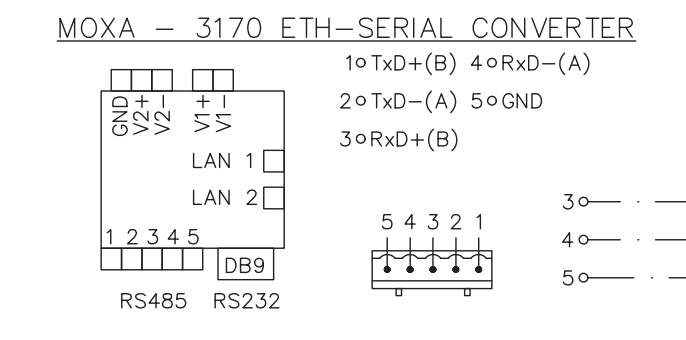 MOXA - 3170 ETH-SERIAL CONVERTER
1 TxD+(B) 4 RxD-(A)
2 TxD-(A) 5 GND
3 RxD+(B)
GND V2+ V2- V1+ V1-
LAN 1
LAN 2
1 2 3 4 5
DB9
RS485 RS232
5 4 3 2 1
3
4
5